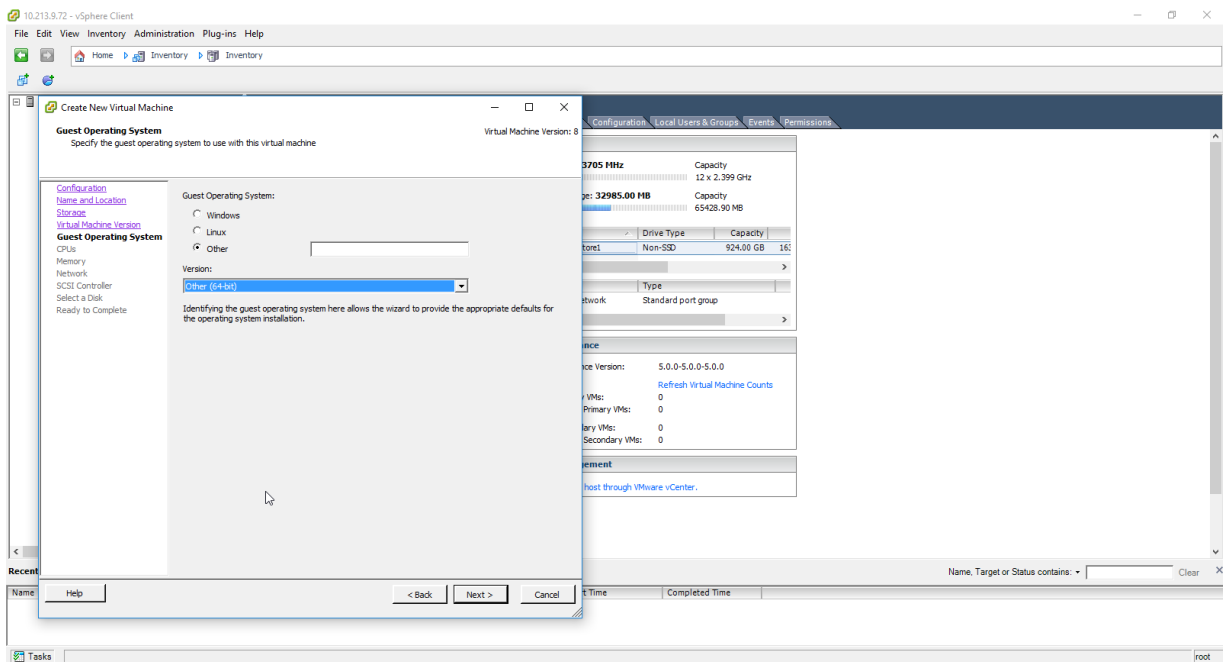 10.213.9.72 - vSphere Client
File Edit View Inventory Administration Plug-ins Help
Home Inventory Inventory
Create New Virtual Machine
Guest Operating System
Specify the guest operating system to use with this virtual machine
Virtual Machine Version: 8
Configuration
Name and Location
Storage
Virtual Machine Version
Guest Operating System
CPUs
Memory
Network
SCSI Controller
Select a Disk
Ready to Complete
Guest Operating System:
Windows
Linux
Other
Version:
Other (64-bit)
Identifying the guest operating system here allows the wizard to provide the appropriate defaults for
the operating system installation.
Help
< Back Next > Cancel
Configuration Local Users & Groups Events Permissions
3705 MHz Capacity
12 x 2.399 GHz
ge: 32985.00 MB Capacity
65428.90 MB
Drive Type Capacity
tore1 Non-SSD 924.00 GB 163
Type
etwork Standard port group
ance
nce Version: 5.0.0-5.0.0-5.0.0
Refresh Virtual Machine Counts
y VMs: 0
Primary VMs: 0
dary VMs: 0
Secondary VMs: 0
gement
host through VMware vCenter.
Recent
Name, Target or Status contains: Clear
Name t Time Completed Time
Tasks root